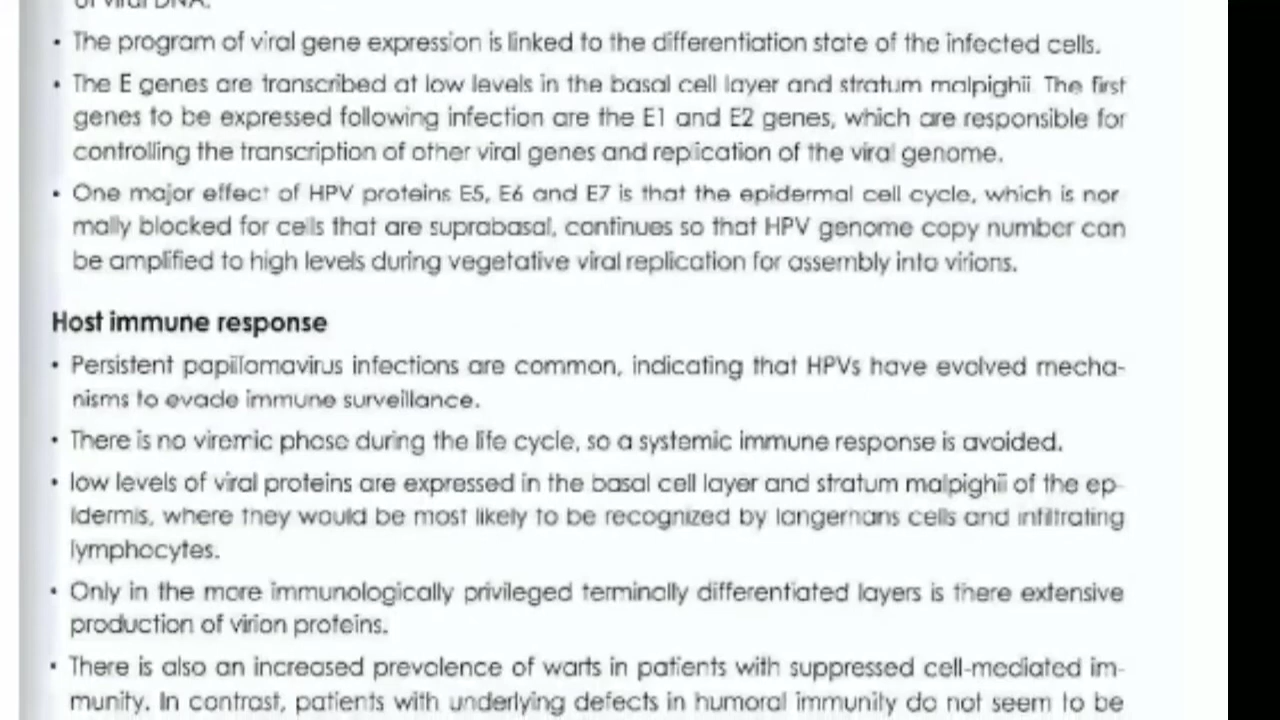 of viral DNA.
• The program of viral gene expression is linked to the differentiation state of the infected cells.
• The E genes are transcribed at low levels in the basal cell layer and stratum malpighii. The first
genes to be expressed following infection are the E1 and E2 genes, which are responsible for
controlling the transcription of other viral genes and replication of the viral genome.
• One major effect of HPV proteins E5, E6 and E7 is that the epidermal cell cycle, which is nor
mally blocked for cells that are suprabasal, continues so that HPV genome copy number can
be amplified to high levels during vegetative viral replication for assembly into virions.
Host immune response
• Persistent papillomavirus infections are common, indicating that HPVs have evolved mecha-
nisms to evade immune surveillance.
• There is no viremic phase during the life cycle, so a systemic immune response is avoided.
• low levels of viral proteins are expressed in the basal cell layer and stratum malpighii of the ep-
idermis, where they would be most likely to be recognized by langerhans cells and infiltrating
lymphocytes.
• Only in the more immunologically privileged terminally differentiated layers is there extensive
production of virion proteins.
• There is also an increased prevalence of warts in patients with suppressed cell-mediated im-
munity. In contrast, patients with underlying defects in humoral immunity do not seem to be